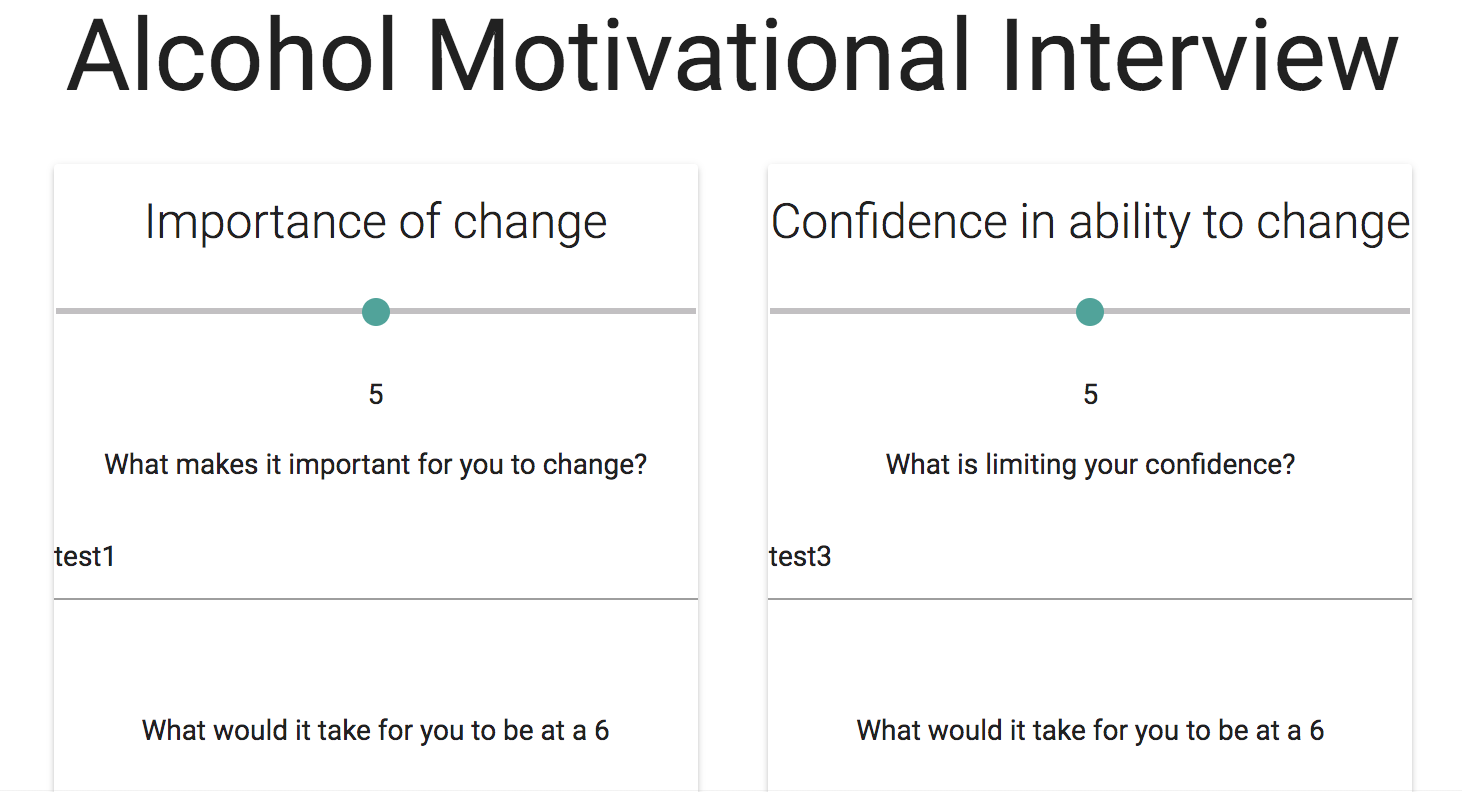 Alcohol Motivational Interview
Importance of change
5
What makes it important for you to change?
test1
What would it take for you to be at a 6
Confidence in ability to change
5
What is limiting your confidence?
test3
What would it take for you to be at a 6